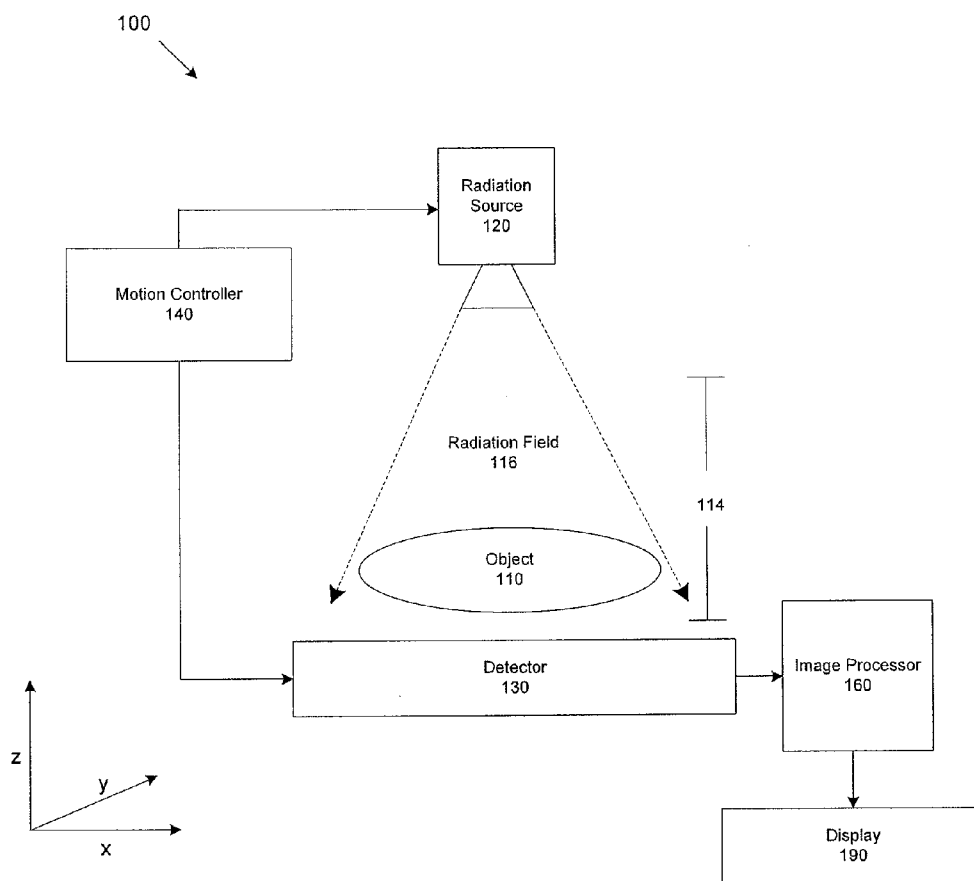 100
Radiation
Source
120
Motion Controller
140
Radiation Field
116
114
Object
110
Detector
130
Image Processor
160
z
y
x
Display
190